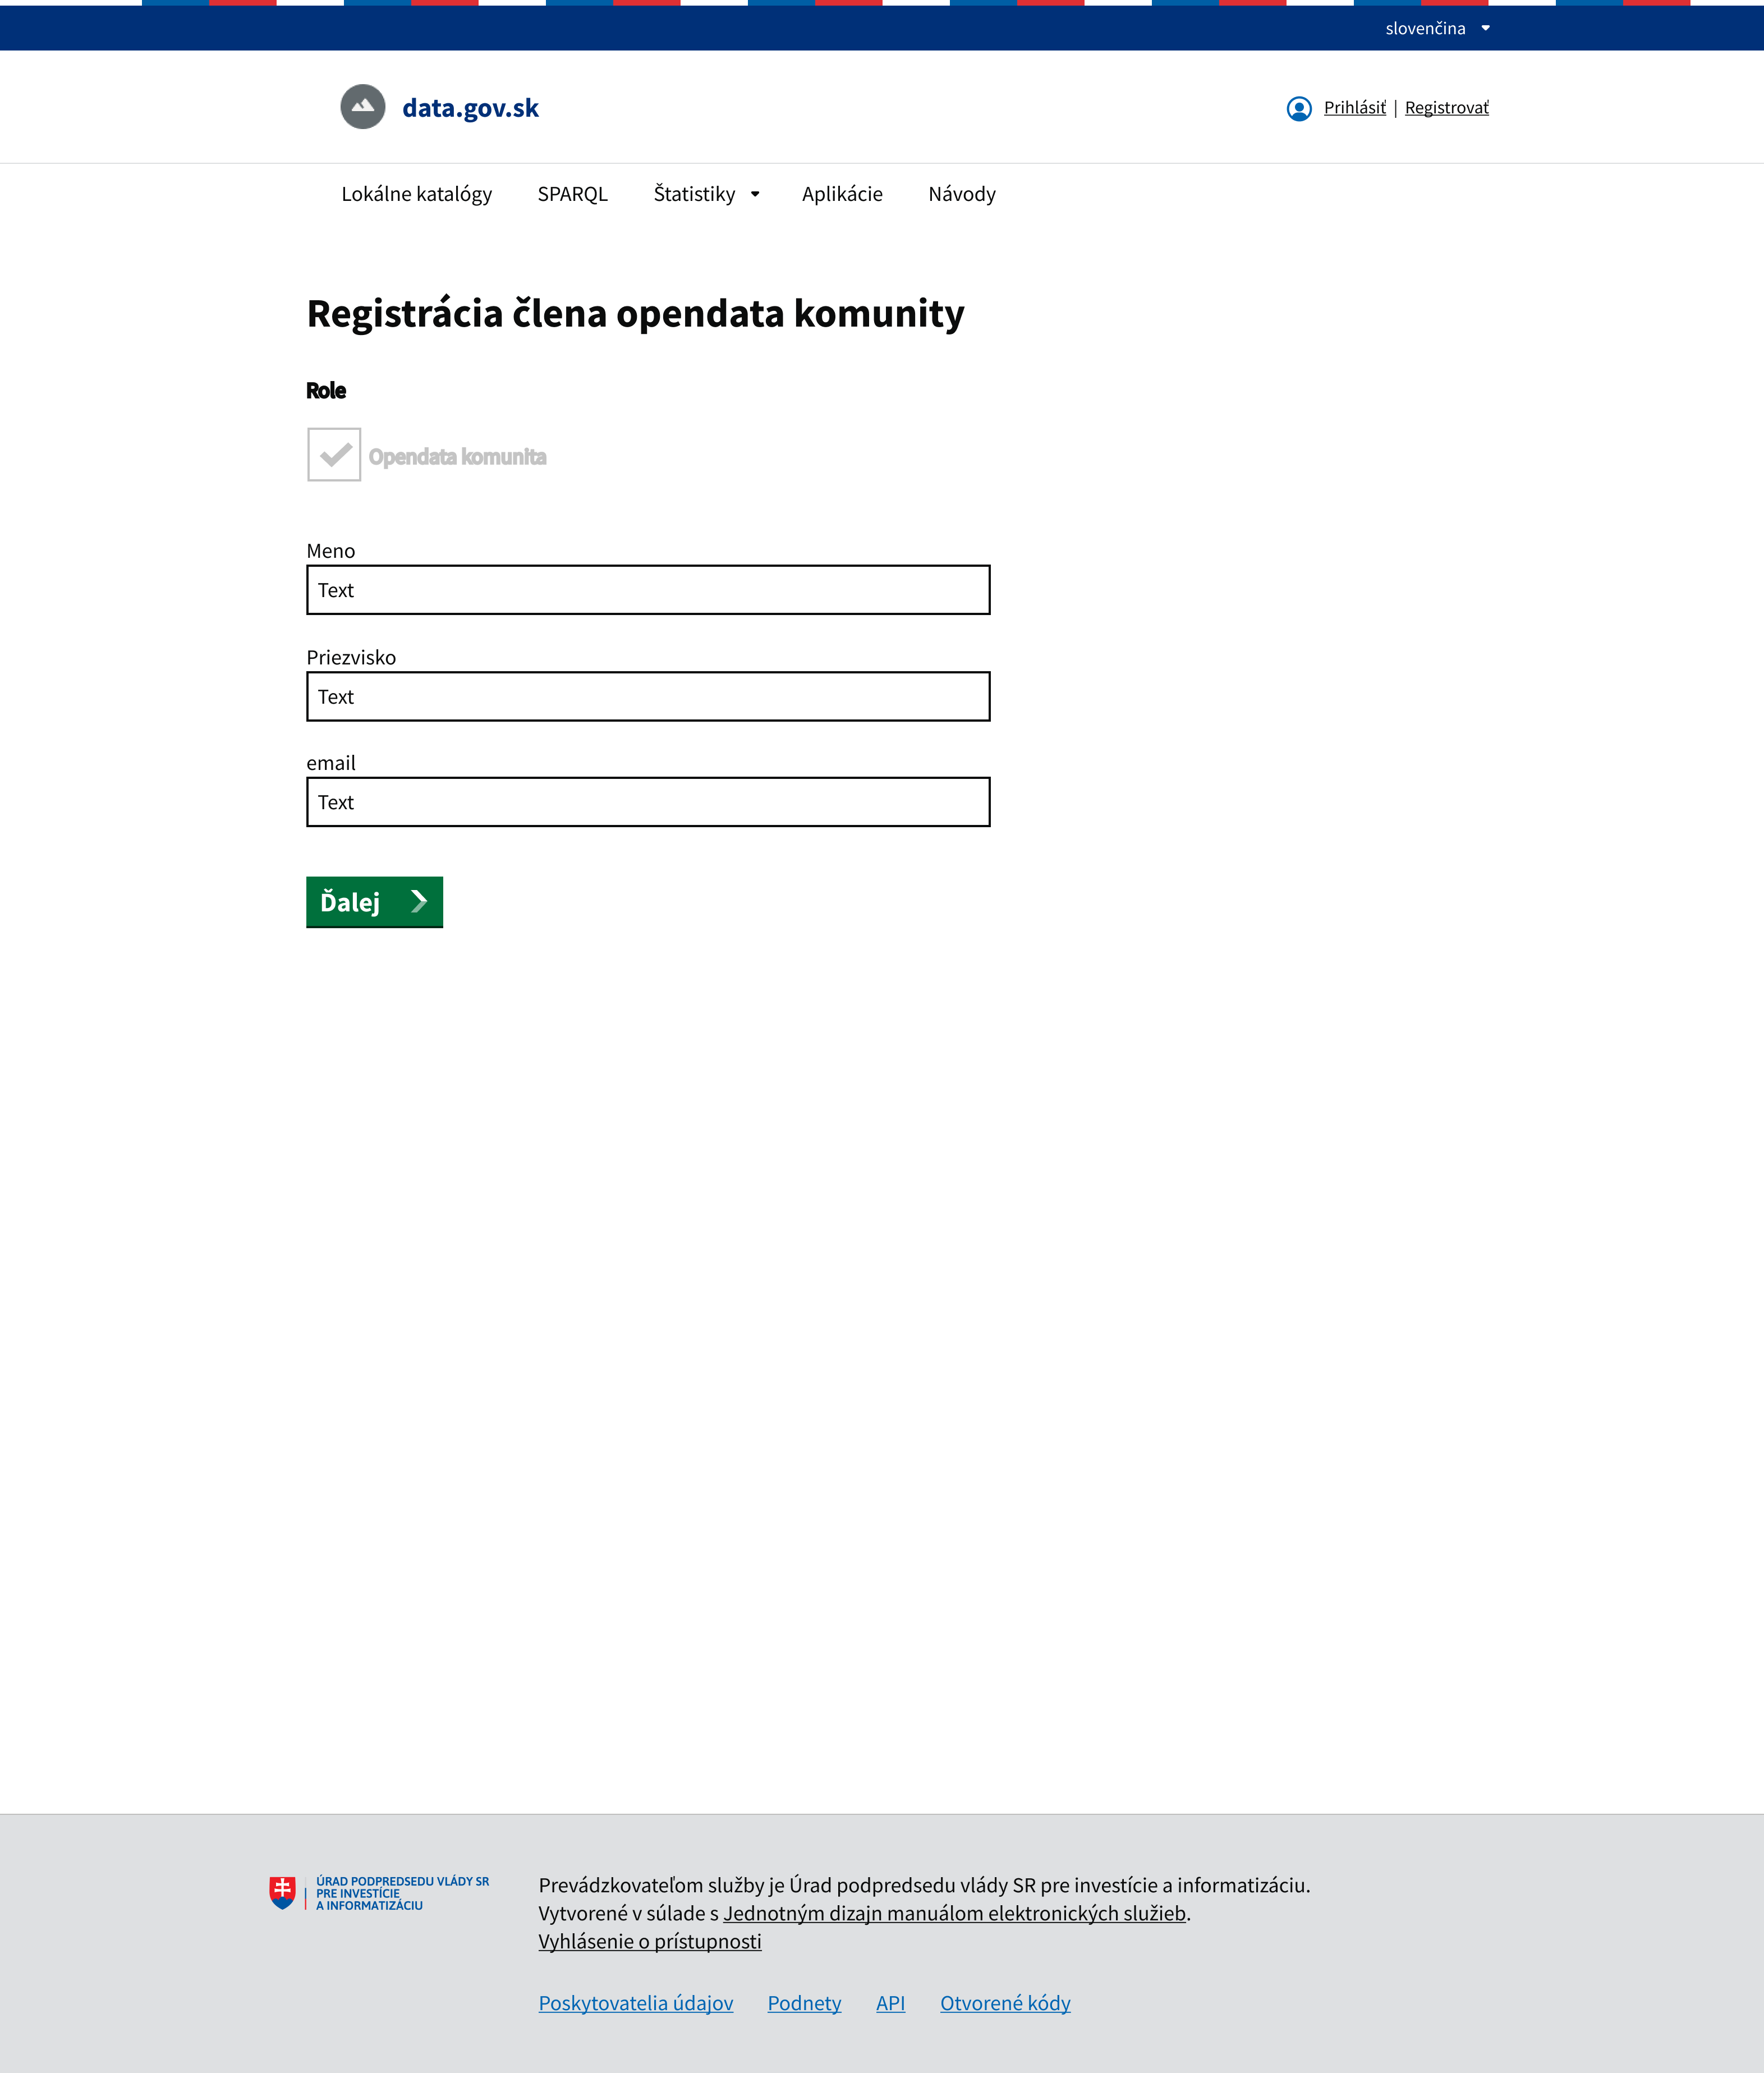 slovenčina
data.gov.sk
Prihlásiť | Registrovať
Lokálne katalógy SPARQL Štatistiky Aplikácie Návody
Registrácia člena opendata komunity
Role
Opendata komunita
Meno
Text
Priezvisko
Text
email
Text
Ďalej
ÚRAD PODPREDSEDU VLÁDY SR
PRE INVESTÍCIE
A INFORMATIZÁCIU
Prevádzkovateľom služby je Úrad podpredsedu vlády SR pre investície a informatizáciu.
Vytvorené v súlade s Jednotným dizajn manuálom elektronických služieb.
Vyhlásenie o prístupnosti
Poskytovatelia údajov Podnety API Otvorené kódy